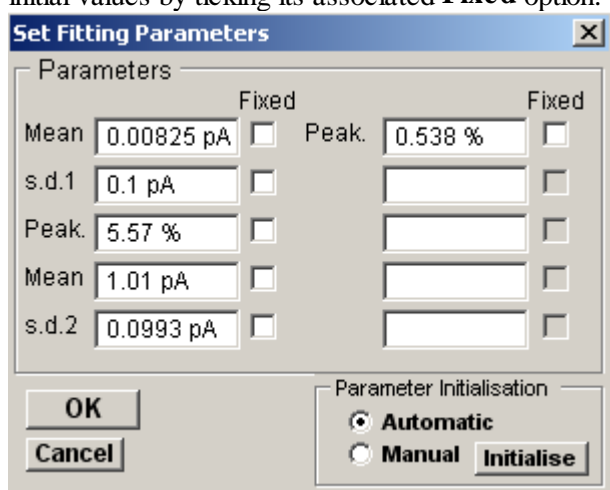 initial values by ticking its associated Fixed option.
Set Fitting Parameters
Parameters
Fixed Fixed
Mean 0.00825 pA Peak. 0.538 %
s.d.1 0.1 pA
Peak. 5.57 %
Mean 1.01 pA
s.d.2 0.0993 pA
OK
Cancel
Parameter Initialisation
Automatic
Manual Initialise